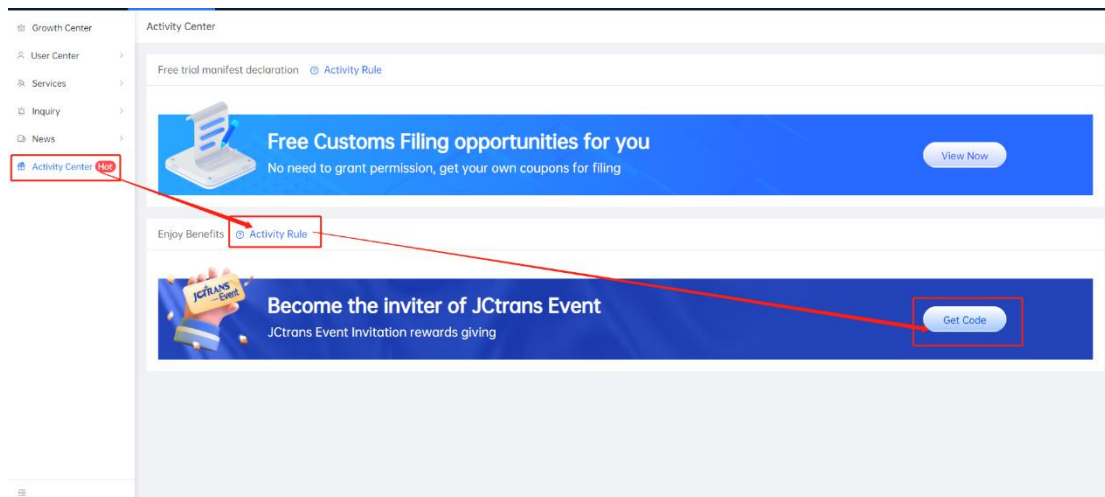 Growth Center
User Center
Services
Inquiry
News
Activity Center Hot
Activity Center
Free trial manifest declaration Activity Rule
Free Customs Filing opportunities for you
No need to grant permission, get your own coupons for filing
View Now
Enjoy Benefits Activity Rule
JCTRANS
Event
Become the inviter of JCtrans Event
JCtrans Event Invitation rewards giving
Get Code